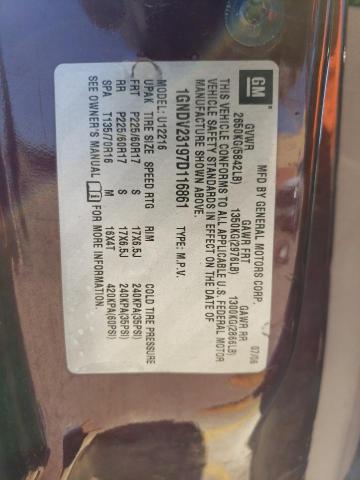 GM
MFD BY GENERAL MOTORS CORP. 07/06
GVWR GAWR FRT GAWR RR
2650KG(5842LB) 1350KG(2976LB) 1300KG(2866LB)
THIS VEHICLE CONFORMS TO ALL APPLICABLE U.S. FEDERAL MOTOR
VEHICLE SAFETY STANDARDS IN EFFECT ON THE DATE OF
MANUFACTURE SHOWN ABOVE.
1GNDV23197D116861 TYPE: M.P.V.
MODEL: U12216
UPAK TIRE SIZE SPEED RTG RIM COLD TIRE PRESSURE
FRT P225/60R17 S 17X6.5J 240KPA(35PSI)
RR P225/60R17 S 17X6.5J 240KPA(35PSI)
SPA T135/70R16 M 16X4T 420KPA(60PSI)
SEE OWNER'S MANUAL i FOR MORE INFORMATION.